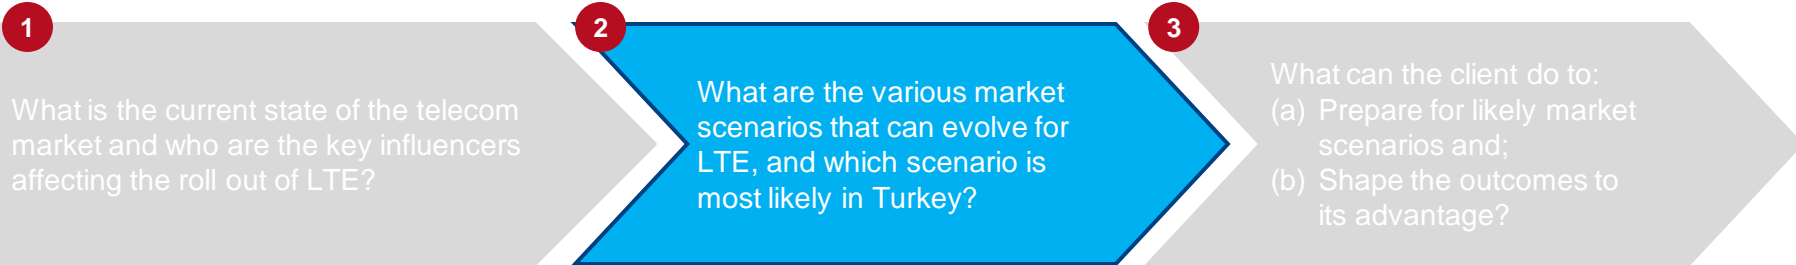 1
What is the current state of the telecom
market and who are the key influencers
affecting the roll out of LTE?
2
What are the various market
scenarios that can evolve for
LTE, and which scenario is
most likely in Turkey?
3
What can the client do to:
(a) Prepare for likely market
scenarios and;
(b) Shape the outcomes to
its advantage?